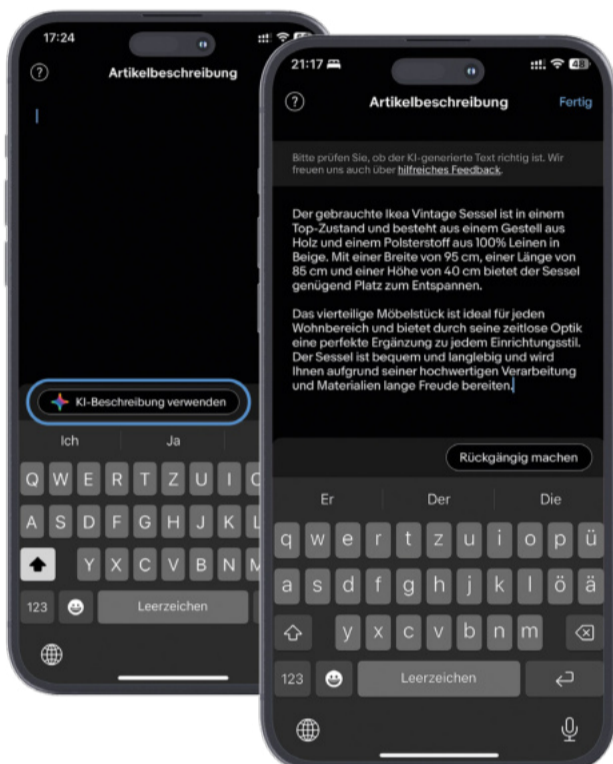 17:24
Artikelbeschreibung
KI-Beschreibung verwenden
Ich
Ja
Q W E R T Z U I
A S D F G H J K L
Y X C V B N
123
Leerzeichen
21:17
48
Artikelbeschreibung
Fertig
Bitte prüfen Sie, ob der KI-generierte Text richtig ist. Wir
freuen uns auch über hilfreiches Feedback.
Der gebrauchte Ikea Vintage Sessel ist in einem
Top-Zustand und besteht aus einem Gestell aus
Holz und einem Polsterstoff aus 100% Leinen in
Beige. Mit einer Breite von 95 cm, einer Länge von
85 cm und einer Höhe von 40 cm bietet der Sessel
genügend Platz zum Entspannen.
Das vierteilige Möbelstück ist ideal für jeden
Wohnbereich und bietet durch seine zeitlose Optik
eine perfekte Ergänzung zu jedem Einrichtungsstil.
Der Sessel ist bequem und langlebig und wird
Ihnen aufgrund seiner hochwertigen Verarbeitung
und Materialien lange Freude bereiten.
Rückgängig machen
Er
Der
Die
q w e r t z u i o p ü
a s d f g h j k l ö ä
y x c v b n m
123
Leerzeichen